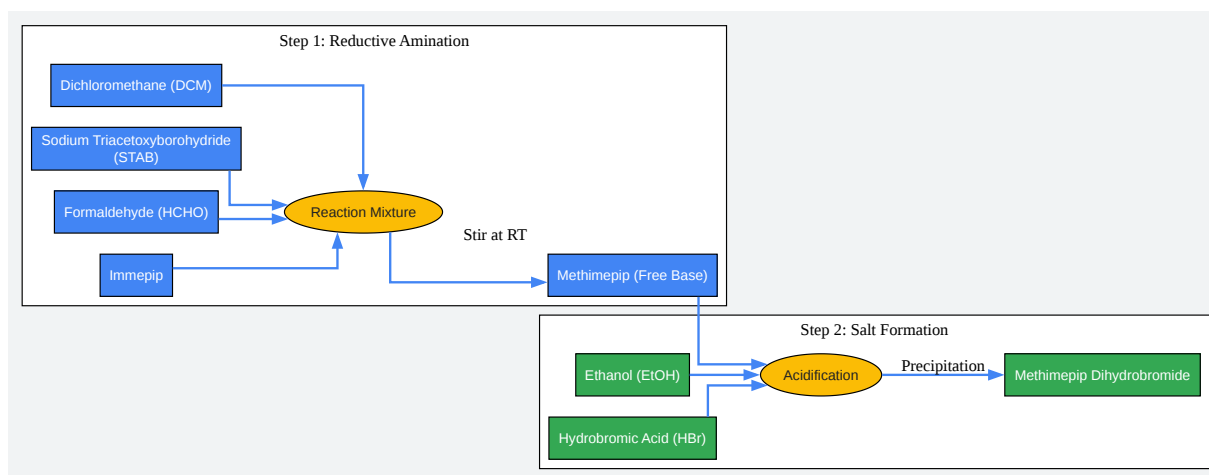 Step 1: Reductive Amination
Dichloromethane (DCM)
Sodium Triacetoxyborohydride
(STAB)
Formaldehyde (HCHO)
Reaction Mixture
Stir at RT
Immepip
Methimepip (Free Base)
Step 2: Salt Formation
Ethanol (EtOH)
Acidification
Precipitation
Methimepip Dihydrobromide
Hydrobromic Acid (HBr)